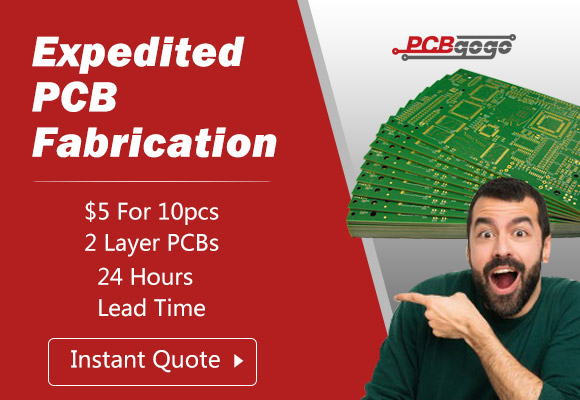 Expedited
PCB
Fabrication
PCBgogo
$5 For 10pcs
2 Layer PCBs
24 Hours
Lead Time
Instant Quote